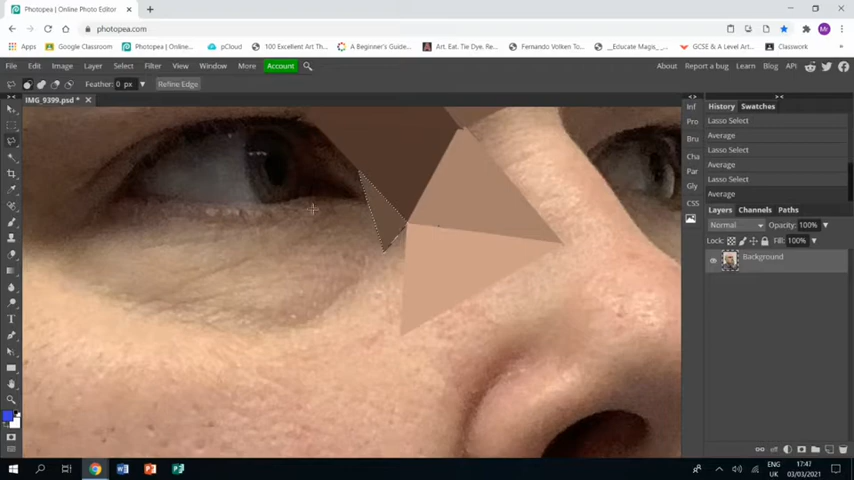 Photopea | Online Photo Editor
photopea.com
Apps
Google Classroom
Photopea | Online...
pCloud
100 Excellent Art Th...
A Beginner's Guide...
Art. Eat. Tie Dye, Re...
Fernando Volken To...
__Educate Magis_...
GCSE & A Level Art...
Classwork
File Edit Image Layer Select Filter View Window More Account
About Report a bug Learn Blog API
Feather: 0 px
Refine Edge
IMG_9399.psd *
Inf
Pro
Bru
Cha
Par
Gly
CSS
History Swatches
Lasso Select
Average
Lasso Select
Average
Lasso Select
Average
Layers Channels Paths
Normal Opacity: 100%
Lock: Fill: 100%
Background
ENG
UK
17:47
03/03/2021